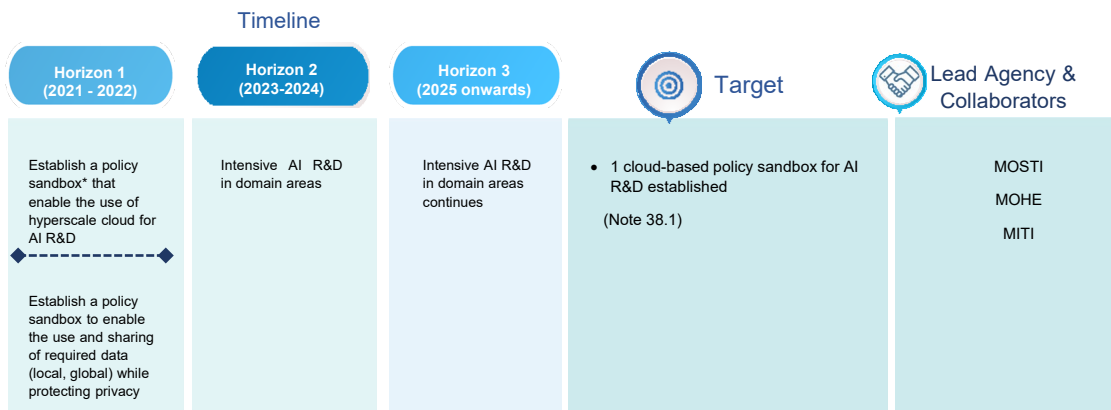 Timeline
Horizon 1
(2021 - 2022)
Horizon 2
(2023-2024)
Horizon 3
(2025 onwards)
Target
Lead Agency &
Collaborators
Establish a policy
sandbox* that
enable the use of
hyperscale cloud for
AI R&D
Establish a policy
sandbox to enable
the use and sharing
of required data
(local, global) while
protecting privacy
Intensive AI R&D
in domain areas
Intensive AI R&D
in domain areas
continues
• 1 cloud-based policy sandbox for AI
R&D established
(Note 38.1)
MOSTI
MOHE
MITI